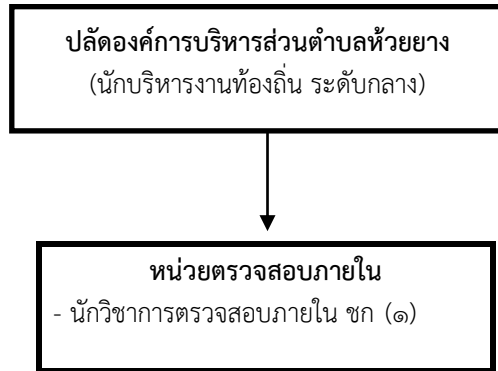 ปลัดองค์การบริหารส่วนตำบลห้วยยาง
(นักบริหารงานท้องถิ่น ระดับกลาง)
หน่วยตรวจสอบภายใน
- นักวิชาการตรวจสอบภายใน ชก (๑)